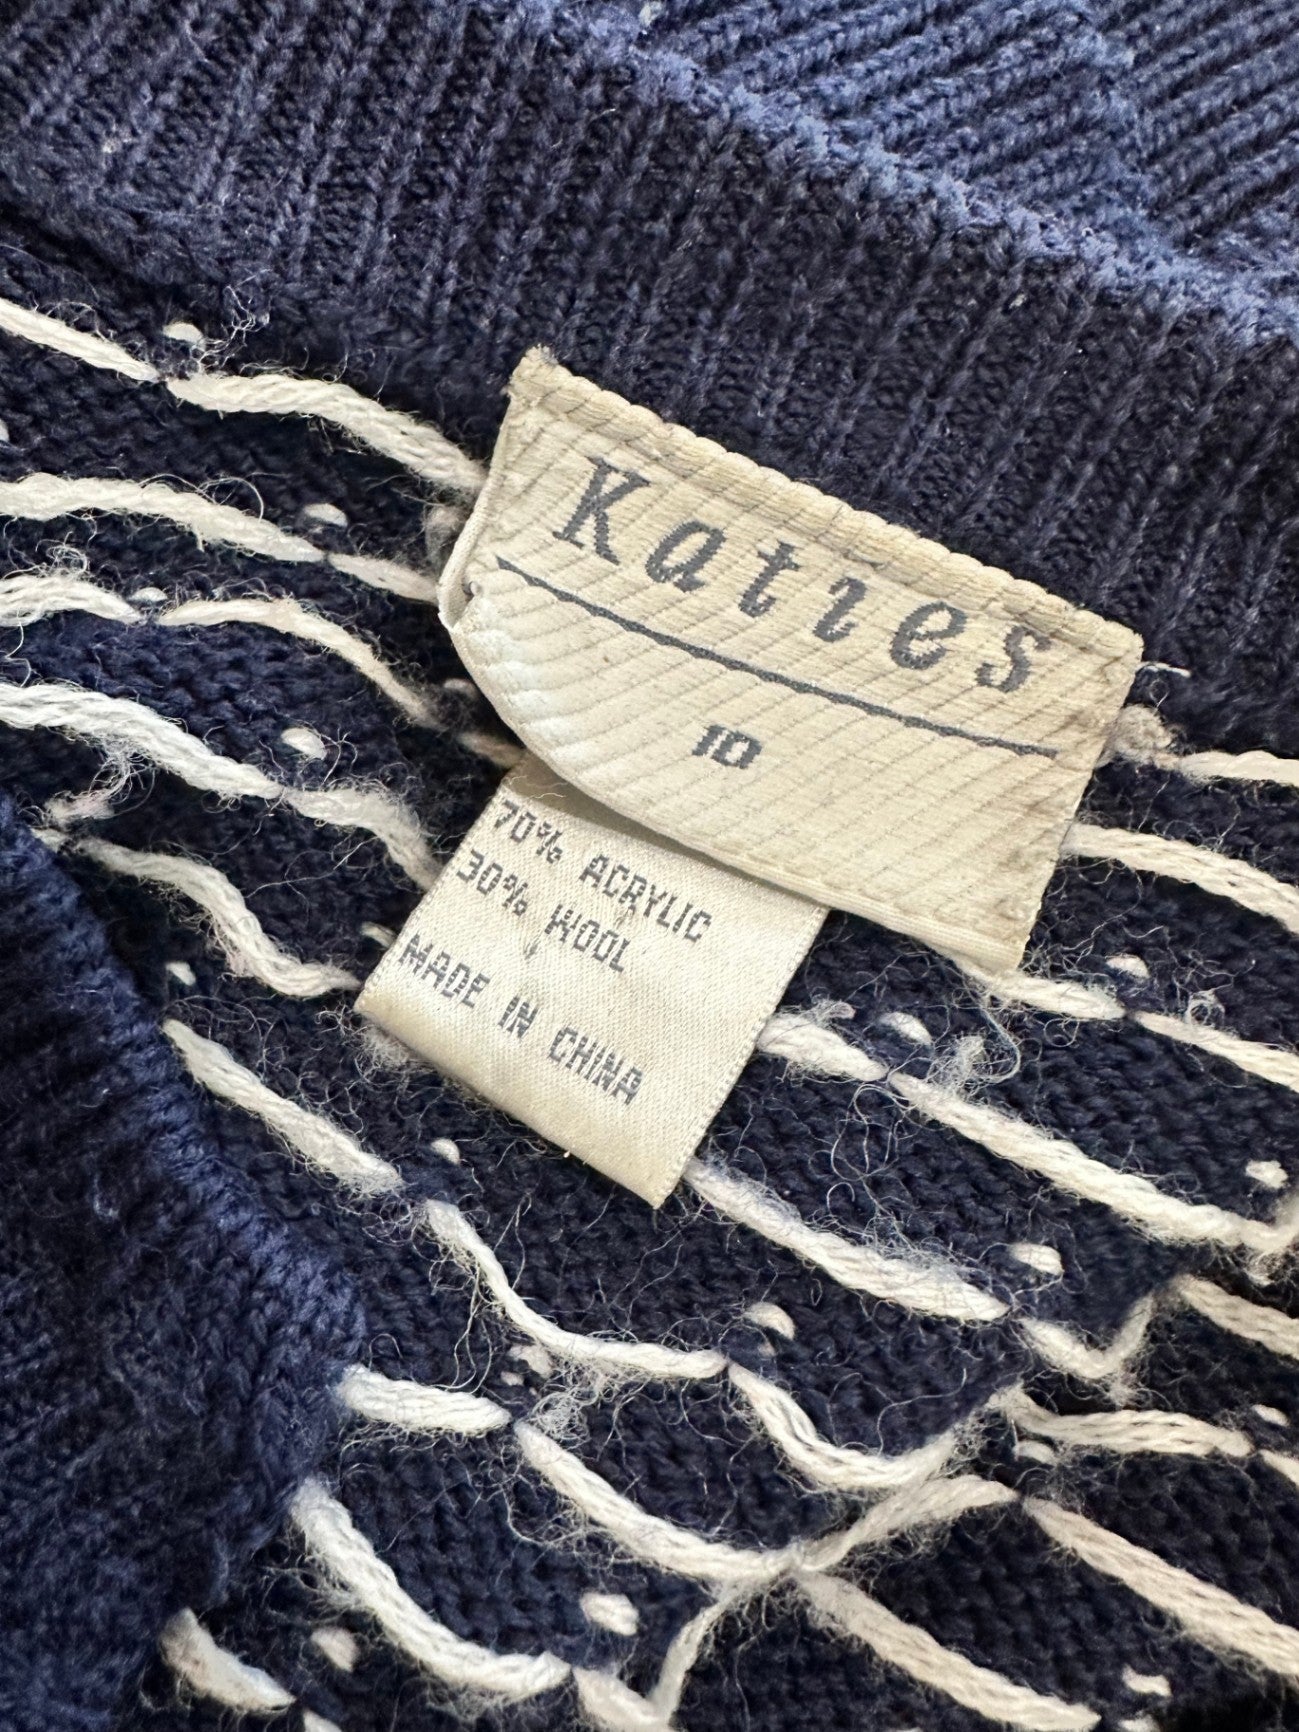 Katies
10
70% ACRYLIC
30% WOOL
MADE IN CHINA